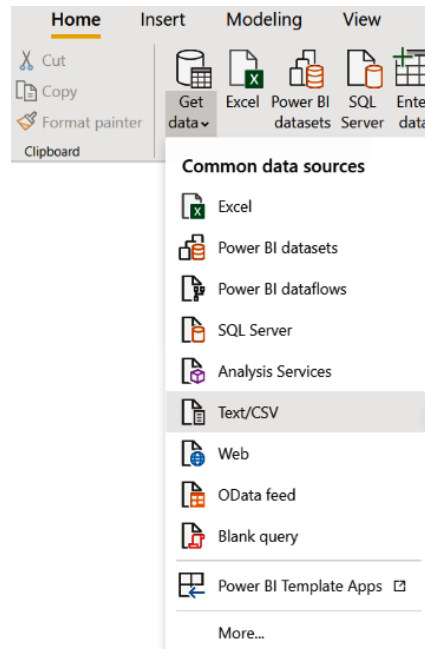 Home Insert Modeling View
Cut
Copy
Format painter
Clipboard
Get data
Excel
Power BI datasets
SQL Server
Common data sources
Excel
Power BI datasets
Power BI dataflows
SQL Server
Analysis Services
Text/CSV
Web
OData feed
Blank query
Power BI Template Apps
More...